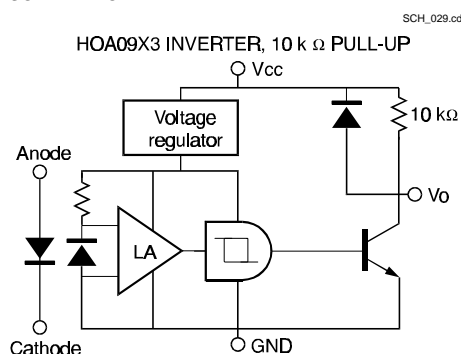 SCH_029.cd
HOA09X3 INVERTER, 10 k Ω PULL-UP
Vcc
Voltage
regulator
10 kΩ
Anode
Vo
LA
Cathode
GND